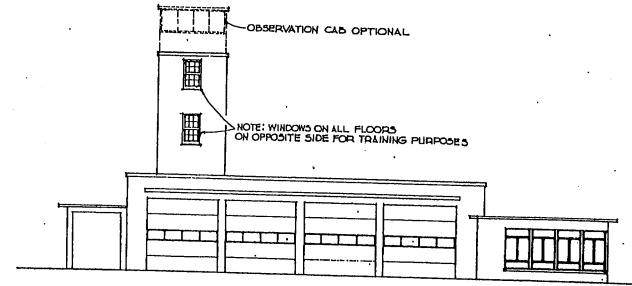 OBSERVATION CAB OPTIONAL
NOTE: WINDOWS ON ALL FLOORS
ON OPPOSITE SIDE FOR TRAINING PURPOSES